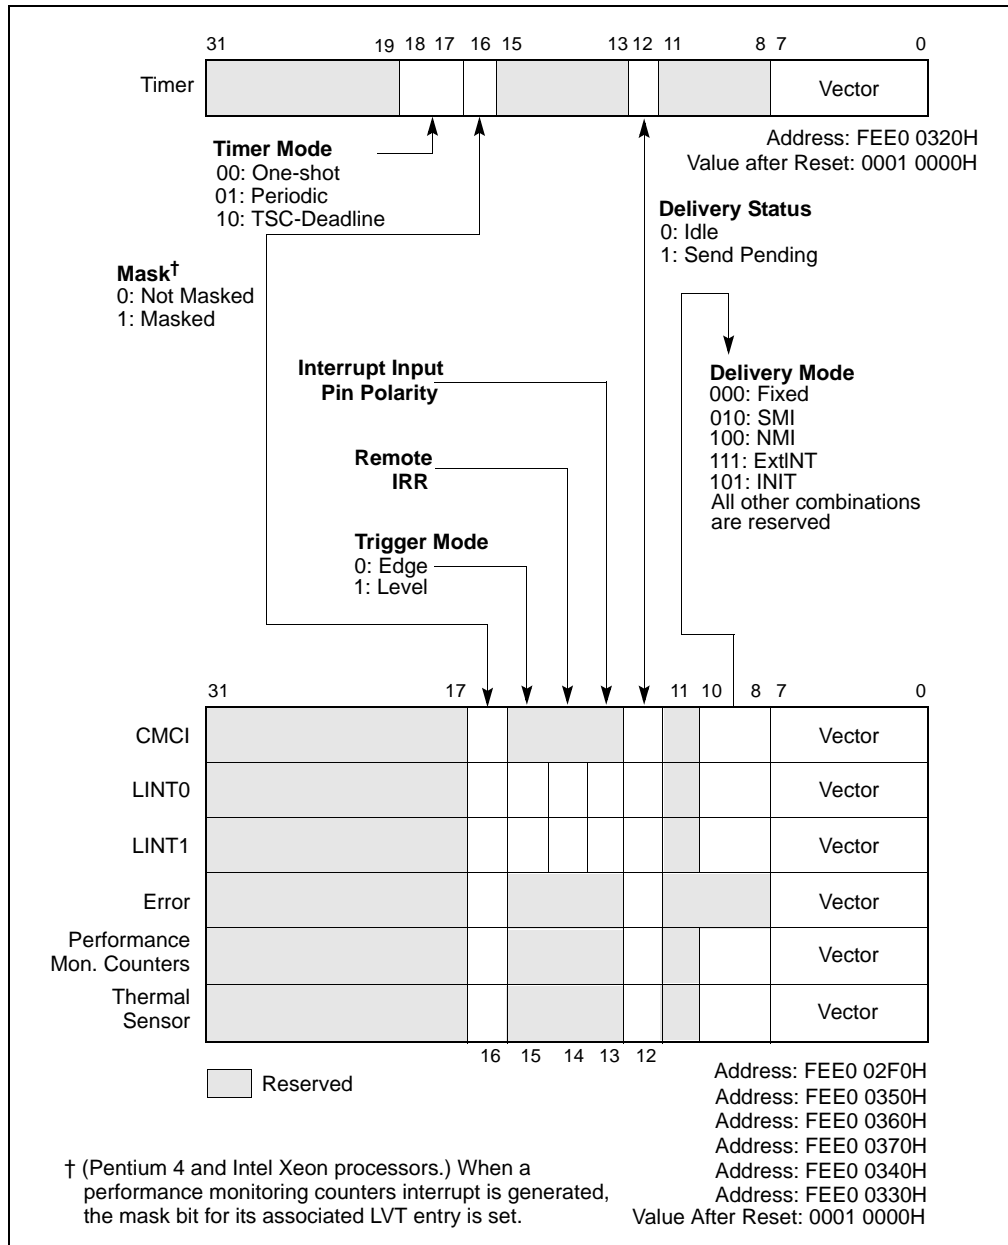 31 19 18 17 16 15 13 12 11 8 7 0
Timer
Vector
Address: FEE0 0320H
Value after Reset: 0001 0000H
Timer Mode
00: One-shot
01: Periodic
10: TSC-Deadline
Delivery Status
0: Idle
1: Send Pending
Mask†
0: Not Masked
1: Masked
Interrupt Input
Pin Polarity
Delivery Mode
000: Fixed
010: SMI
100: NMI
111: ExtlNT
101: INIT
All other combinations
are reserved
Remote
IRR
Trigger Mode
0: Edge
1: Level
31 17 11 10 8 7 0
CMCI Vector
LINT0 Vector
LINT1 Vector
Error Vector
Performance
Mon. Counters
Vector
Thermal
Sensor
Vector
16 15 14 13 12
Reserved
Address: FEE0 02F0H
Address: FEE0 0350H
Address: FEE0 0360H
Address: FEE0 0370H
Address: FEE0 0340H
Address: FEE0 0330H
Value After Reset: 0001 0000H
† (Pentium 4 and Intel Xeon processors.) When a
performance monitoring counters interrupt is generated,
the mask bit for its associated LVT entry is set.